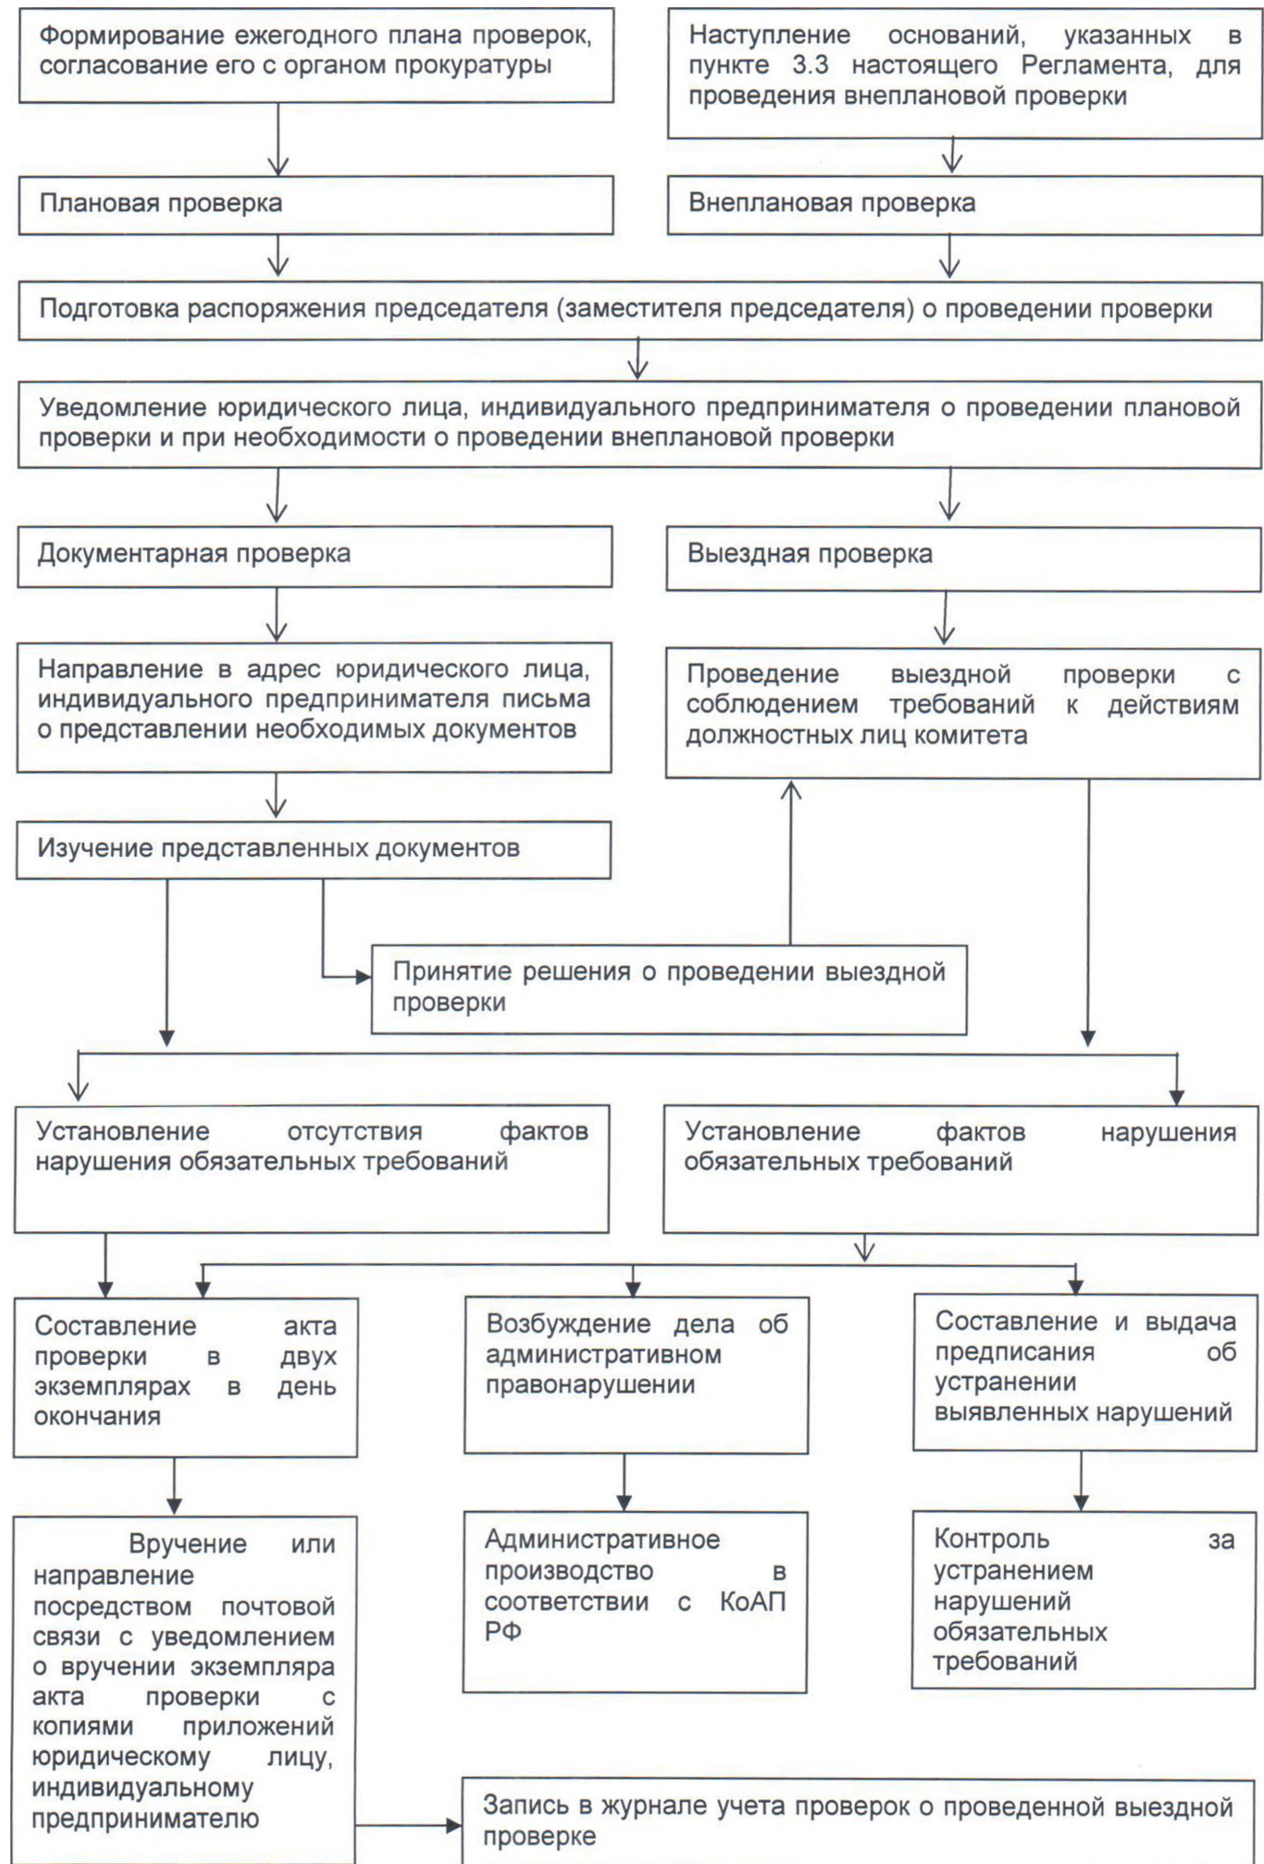 Формирование ежегодного плана проверок,
согласование его с органом прокуратуры
Наступление оснований, указанных в
пункте 3.3 настоящего Регламента, для
проведения внеплановой проверки
Плановая проверка
Внеплановая проверка
Подготовка распоряжения председателя (заместителя председателя) о проведении проверки
Уведомление юридического лица, индивидуального предпринимателя о проведении плановой
проверки и при необходимости о проведении внеплановой проверки
Документарная проверка
Выездная проверка
Направление в адрес юридического лица,
индивидуального предпринимателя письма
о представлении необходимых документов
Проведение выездной проверки с
соблюдением требований к действиям
должностных лиц комитета
Изучение представленных документов
Принятие решения о проведении выездной
проверки
Установление отсутствия фактов
нарушения обязательных требований
Установление фактов нарушения
обязательных требований
Составление акта
проверки в двух
экземплярах в день
окончания
Возбуждение дела об
административном
правонарушении
Составление и выдача
предписания об
устранении
выявленных нарушений
Вручение или
направление
посредством почтовой
связи с уведомлением
о вручении экземпляра
акта проверки с
копиями приложений
юридическому лицу,
индивидуальному
предпринимателю
Административное
производство в
соответствии с КоАП
РФ
Контроль за
устранением
нарушений
обязательных
требований
Запись в журнале учета проверок о проведенной выездной
проверке